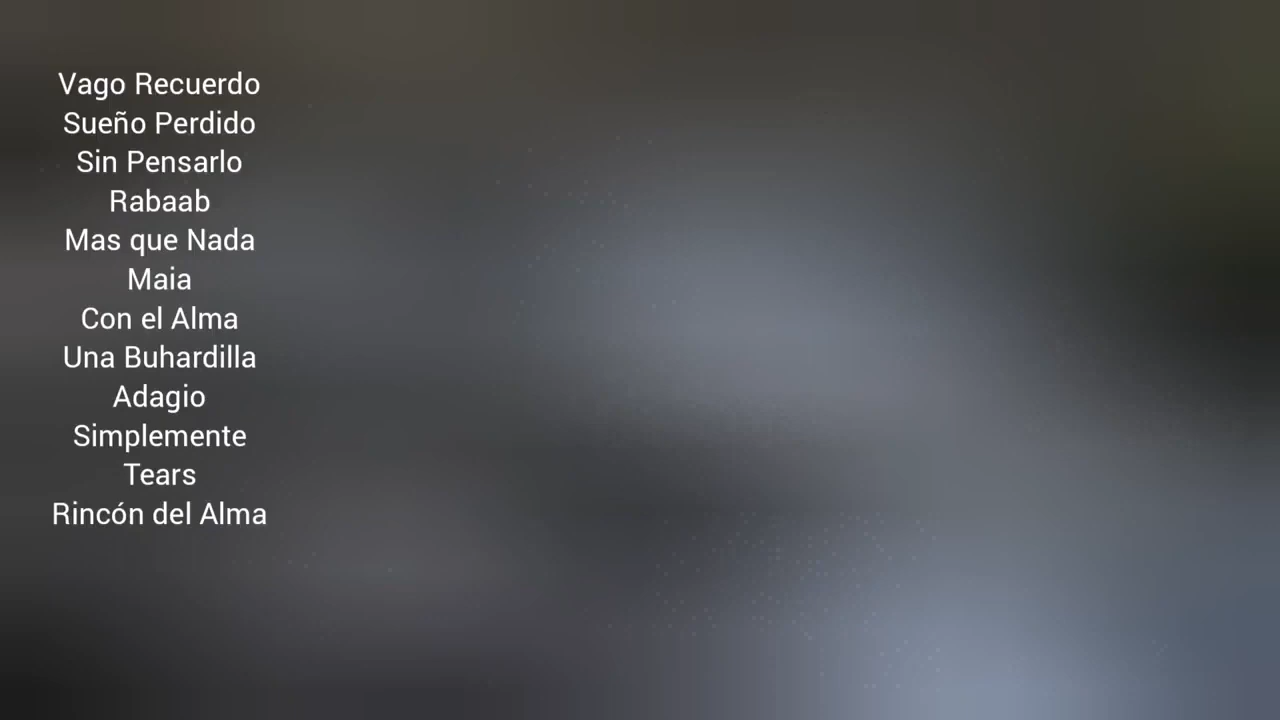 Vago Recuerdo
Sueño Perdido
Sin Pensarlo
Rabaab
Mas que Nada
Maia
Con el Alma
Una Buhardilla
Adagio
Simplemente
Tears
Rincón del Alma